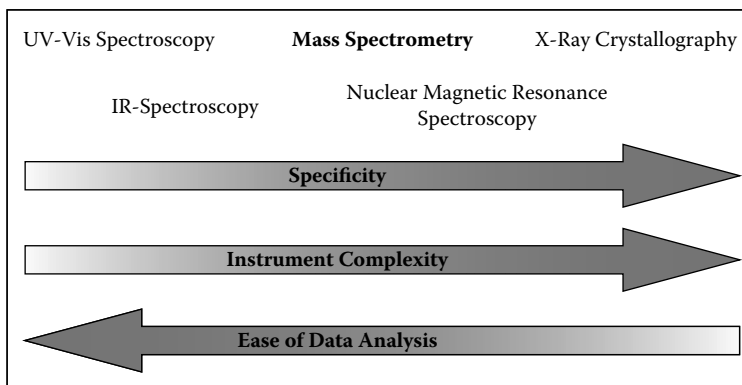 UV-Vis Spectroscopy
Mass Spectrometry
X-Ray Crystallography
IR-Spectroscopy
Nuclear Magnetic Resonance
Spectroscopy
Specificity
Instrument Complexity
Ease of Data Analysis